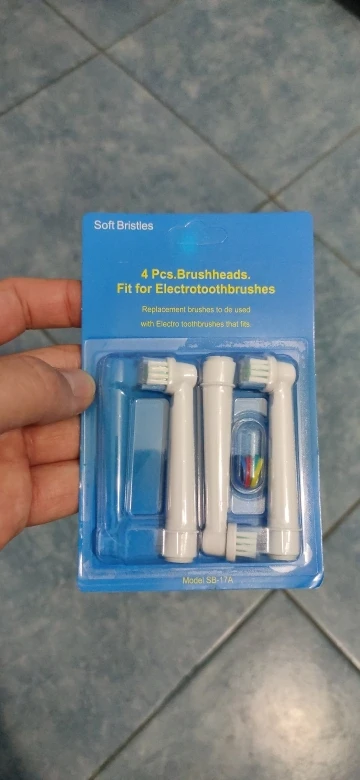 Soft Bristles
4 Pcs.Brushheads.
Fit for Electrotoothbrushes
Replacement brushes to de used
with Electro toothbrushes that fits.
Model SB-17A